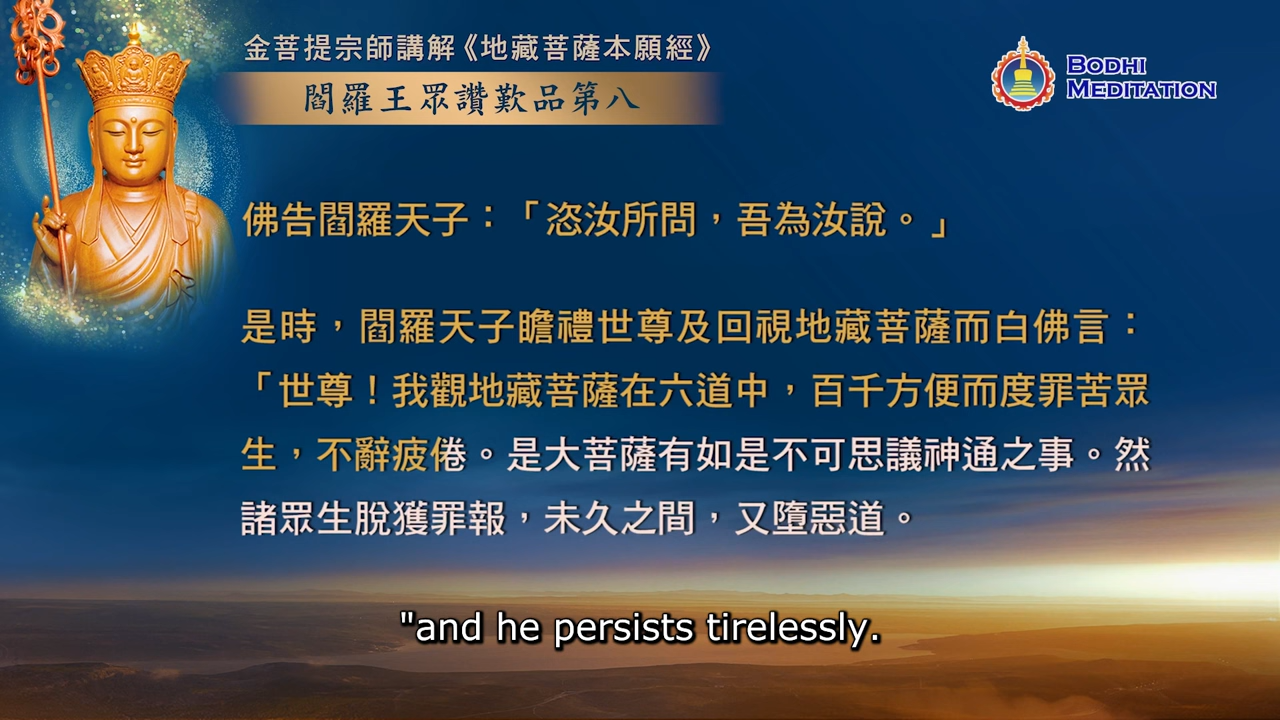 金菩提宗師講解《地藏菩薩本願經》
閻羅王眾讚歎品第八
BODHI
MEDITATION
佛告閻羅天子：「恣汝所問，吾為汝說。」
是時，閻羅天子瞻禮世尊及回視地藏菩薩而白佛言：
「世尊！我觀地藏菩薩在六道中，百千方便而度罪苦眾
生，不辭疲倦。是大菩薩有如是不可思議神通之事。然
諸眾生脫獲罪報，未久之間，又墮惡道。
"and he persists tirelessly.